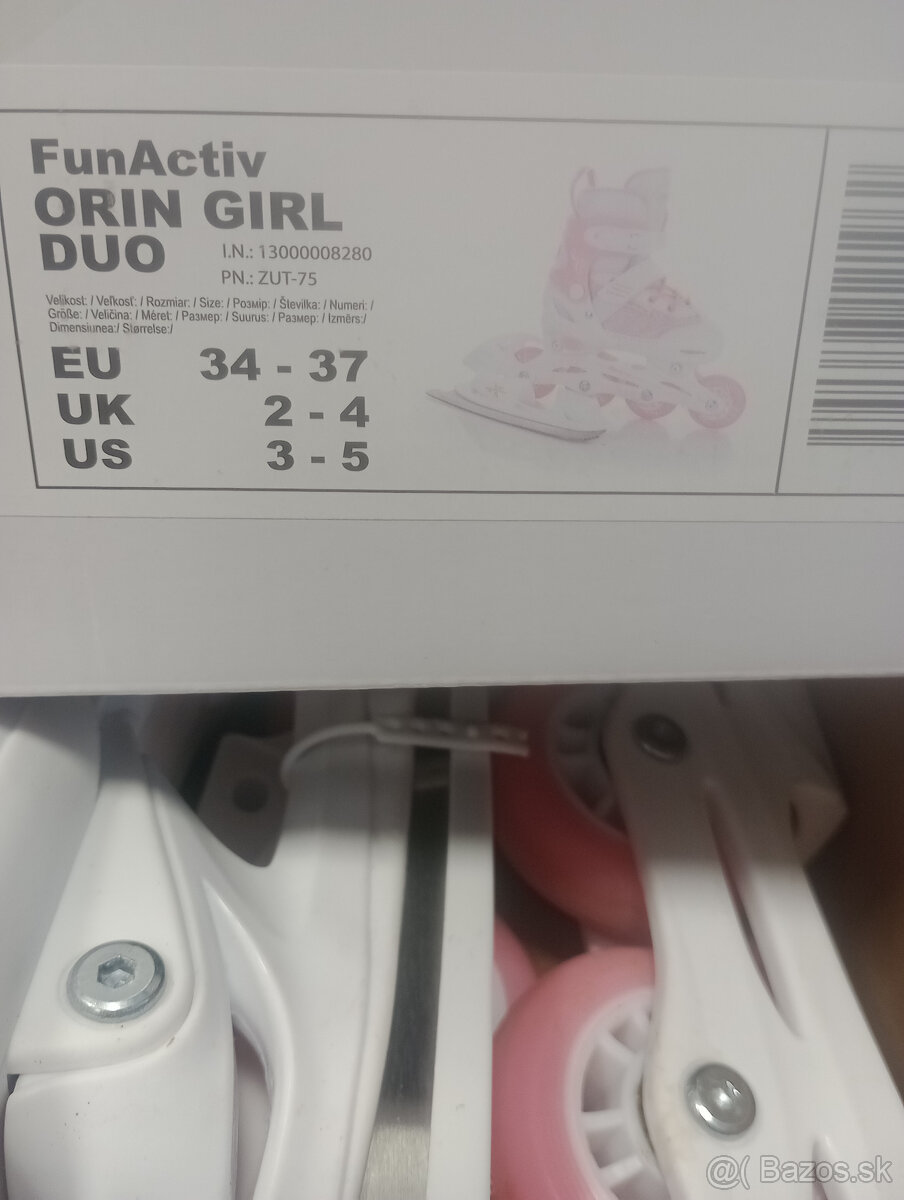 FunActiv
ORIN GIRL
DUO
I.N.: 13000008280
PN.: ZUT-75
Velikost: / Veľkosť: / Rozmiar: / Size: / Розмір: / Številka: / Numeri: /
Größe: / Veličina: / Méret: / Размер: / Suurus: / Размер: / Izmērs:/
Dimensiunea:/ Størrelse:/
EU 34 - 37
UK 2 - 4
US 3 - 5
@( Bazos.sk